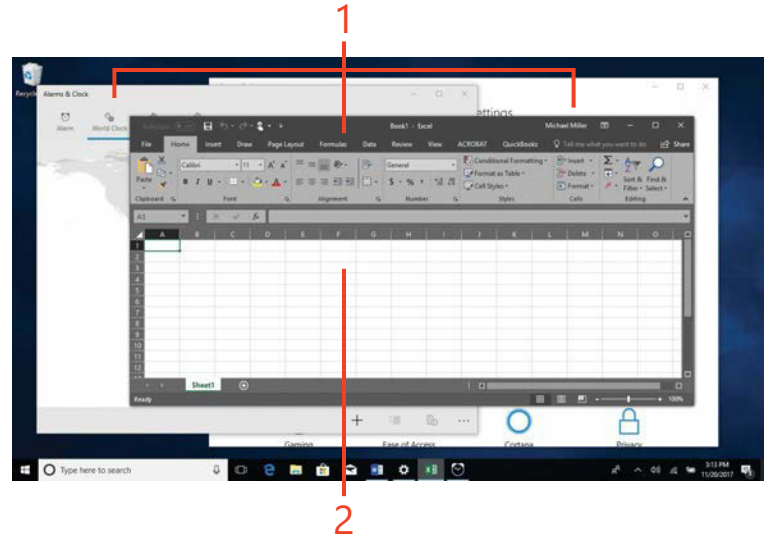 1
Recycle
Alarms & Clock
ettings
Alarm
World Clock
Book1 - Excel
Michael Miller
File Home Insert Draw Page Layout Formulas Data Review View ACROBAT QuickBooks Tell me what you want to do Share
Paste
Calibri 11
B I U
General
$ - % ,
Conditional Formatting
Format as Table
Cell Styles
Insert
Delete
Format
Sort & Filter
Find & Select
Clipboard Font Alignment Number Styles Cells Editing
A1
A B C D E F G H I J K L M N O
1
2
3
4
5
6
7
8
9
10
11
12
Sheet1
Ready
100%
Gaming
Ease of Access
Cortana
Privacy
Type here to search
3:13 PM
11/20/2017
2